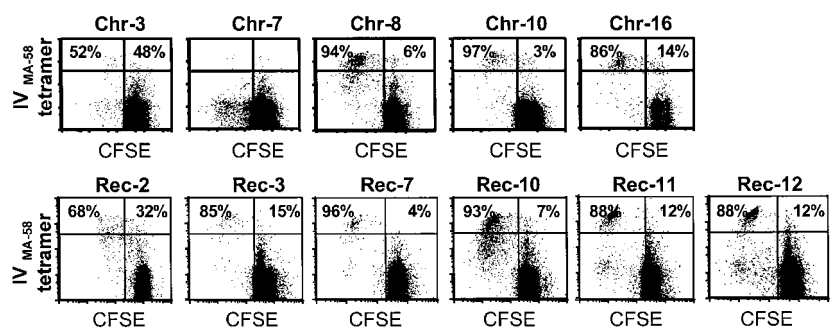 Chr-3 Chr-7 Chr-8 Chr-10 Chr-16
52% 48% 94% 6% 97% 3% 86% 14%
IV MA-58
tetramer
CFSE CFSE CFSE CFSE CFSE
Rec-2 Rec-3 Rec-7 Rec-10 Rec-11 Rec-12
68% 32% 85% 15% 96% 4% 93% 7% 88% 12% 88% 12%
IV MA-58
tetramer
CFSE CFSE CFSE CFSE CFSE CFSE